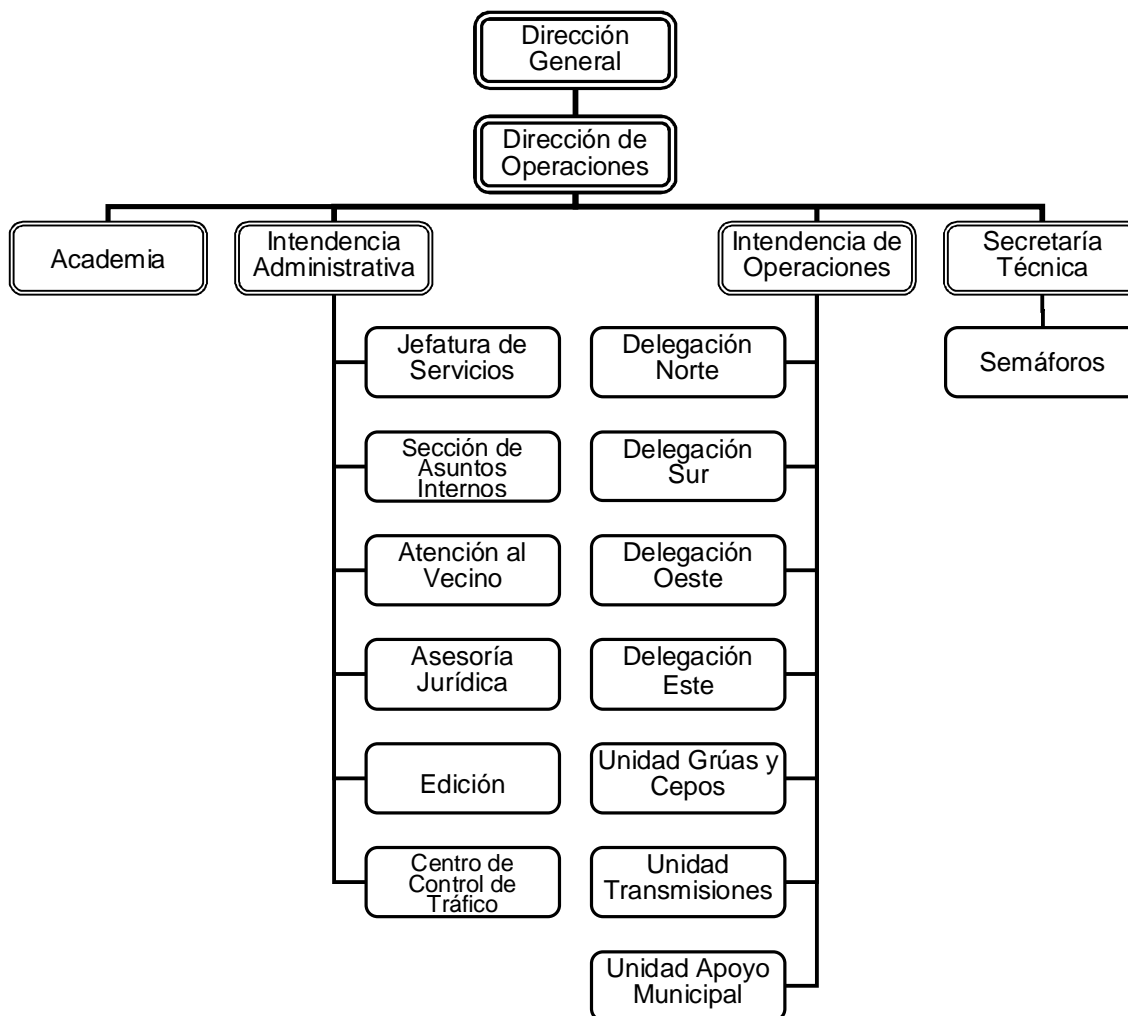 Dirección
General
Dirección de
Operaciones
Academia
Intendencia
Administrativa
Intendencia de
Operaciones
Secretaría
Técnica
Jefatura de
Servicios
Sección de
Asuntos
Internos
Atención al
Vecino
Asesoría
Jurídica
Edición
Centro de
Control de
Tráfico
Delegación
Norte
Delegación
Sur
Delegación
Oeste
Delegación
Este
Unidad Grúas y
Cepos
Unidad
Transmisiones
Unidad Apoyo
Municipal
Semáforos